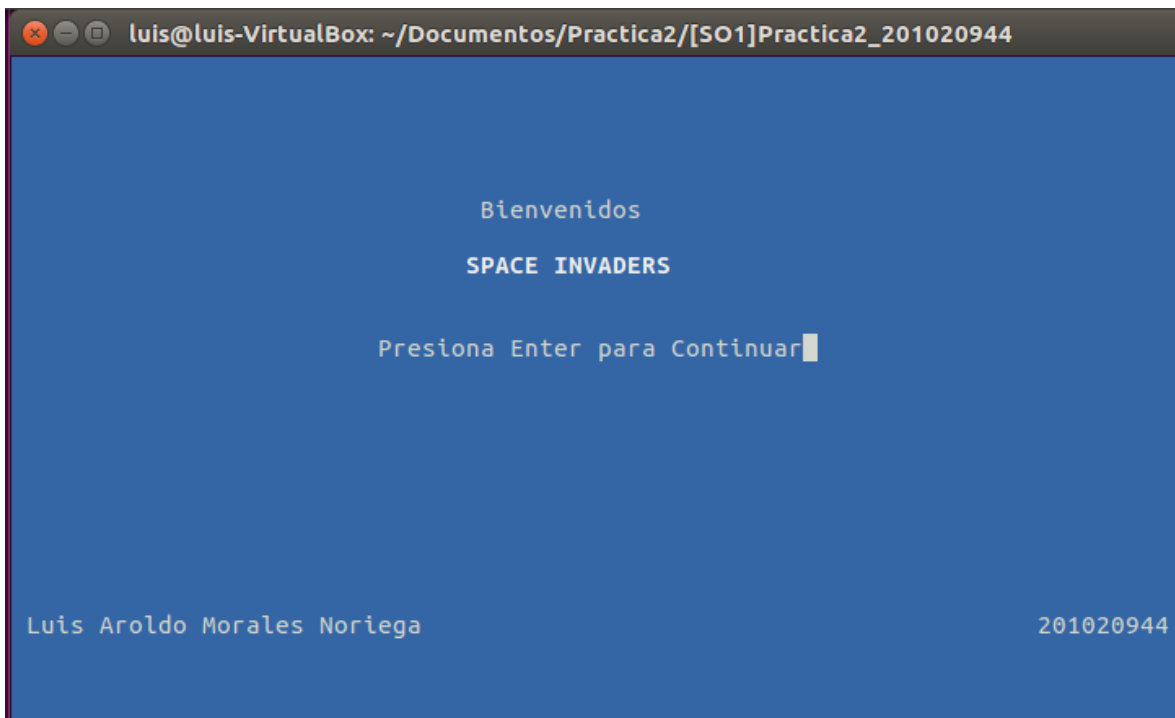 luis@luis-VirtualBox: ~/Documentos/Practica2/[SO1]Practica2_201020944
Bienvenidos
SPACE INVADERS
Presiona Enter para Continuar
Luis Aroldo Morales Noriega 201020944